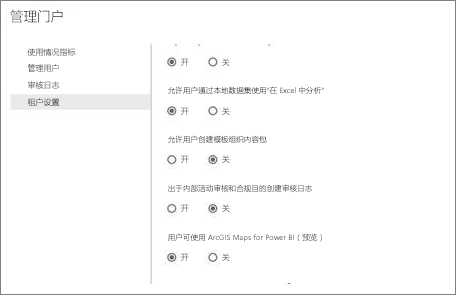 管理门户
使用情况指标
管理用户
审核日志
租户设置
开 关
允许用户通过本地数据集使用“在 Excel 中分析”
开 关
允许用户创建模板组织内容包
开 关
出于内部活动审核和合规目的创建审核日志
开 关
用户可使用 ArcGIS Maps for Power BI（预览）
开 关